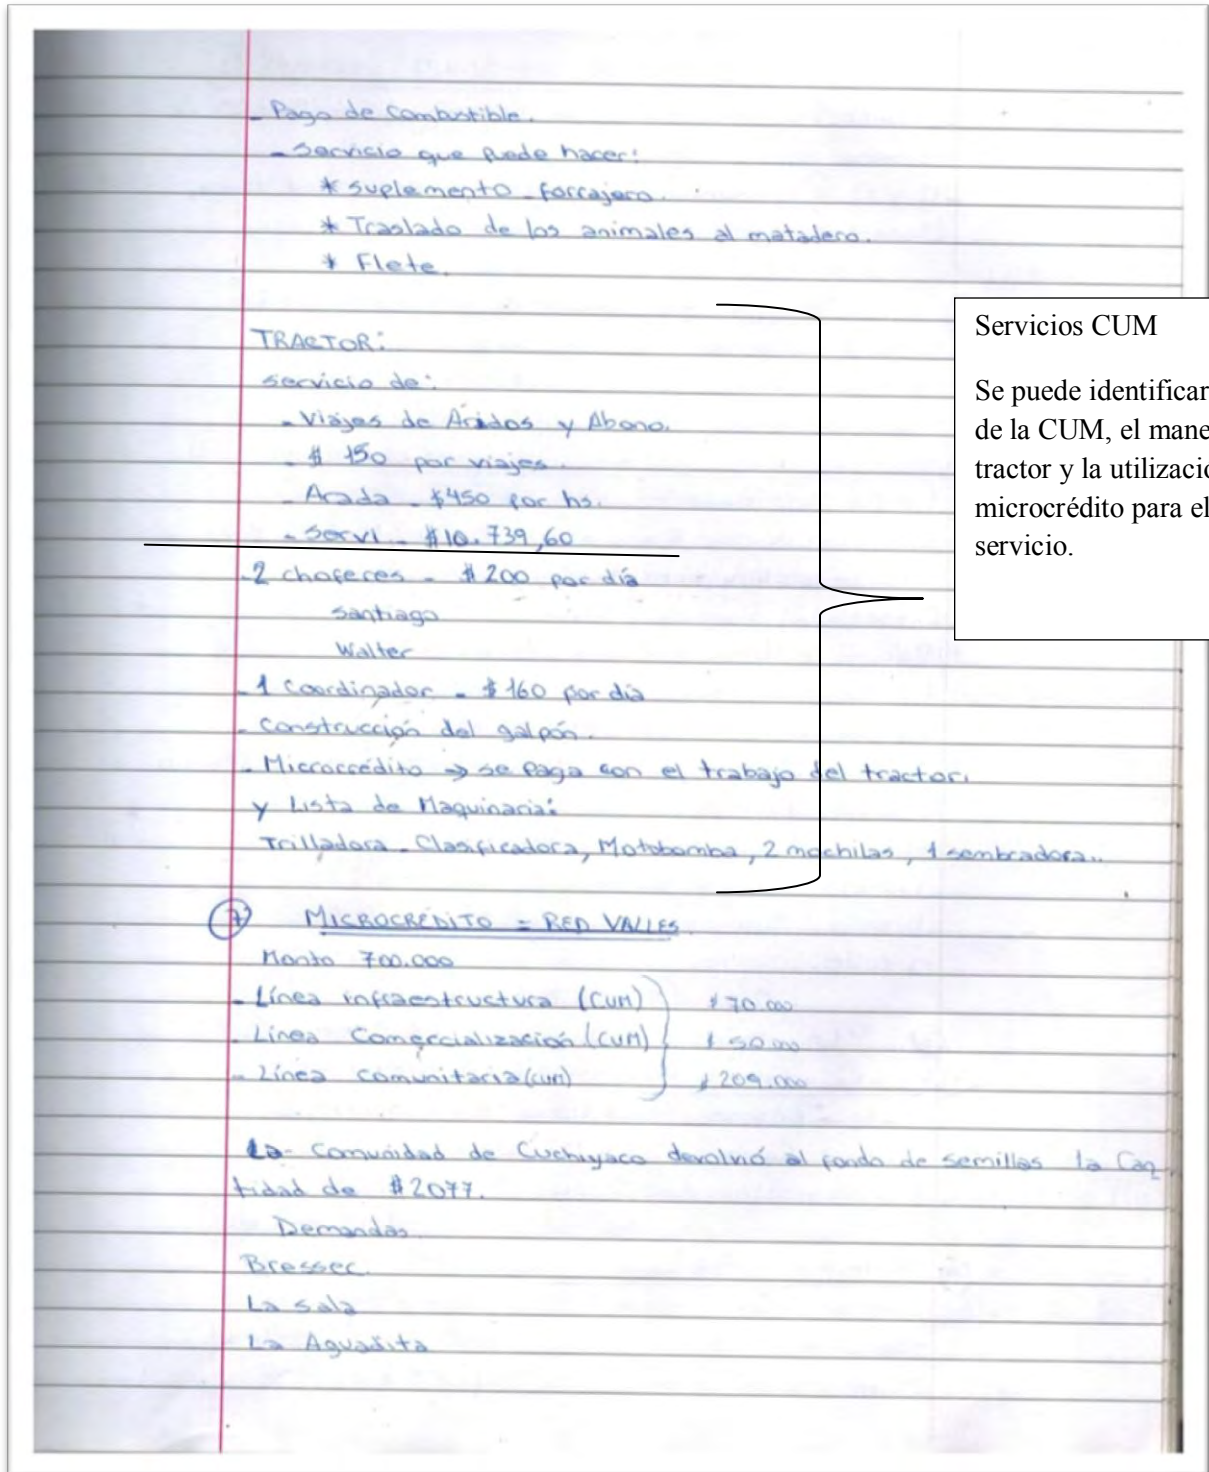 - Pago de Combustible.
- Servicio que puede hacer:
* suplemento forrajero.
* Traslado de los animales al matadero.
* Flete.
TRACTOR:
servicio de:
- Viajes de Aridos y Abono.
- $ 150 por viajes.
- Arada - $450 por hs.
- Servi - $10.739,60
- 2 choferes - $200 por día
Santiago
Walter
- 1 Coordinador - $160 por día
- Construcción del galpón.
- Microcrédito → se paga con el trabajo del tractor.
y Lista de Maquinaria:
Trilladora - Clasificadora, Motobomba, 2 mochilas, 1 sembradora..
Servicios CUM
Se puede identificar
de la CUM, el mane
tractor y la utilizació
microcrédito para el
servicio.
7 MICROCRÉDITO = RED VALLES
Monto 700.000
- Línea infraestructura (CUM) $70.000
- Línea Comercialización (CUM) $50.000
- Línea comunitaria (CUM) $209.000
La Comunidad de Cuchiyaco devolvió al fondo de semillas la Can
tidad de $2077.
Demandas
Bresser.
La sala
La Aguadita